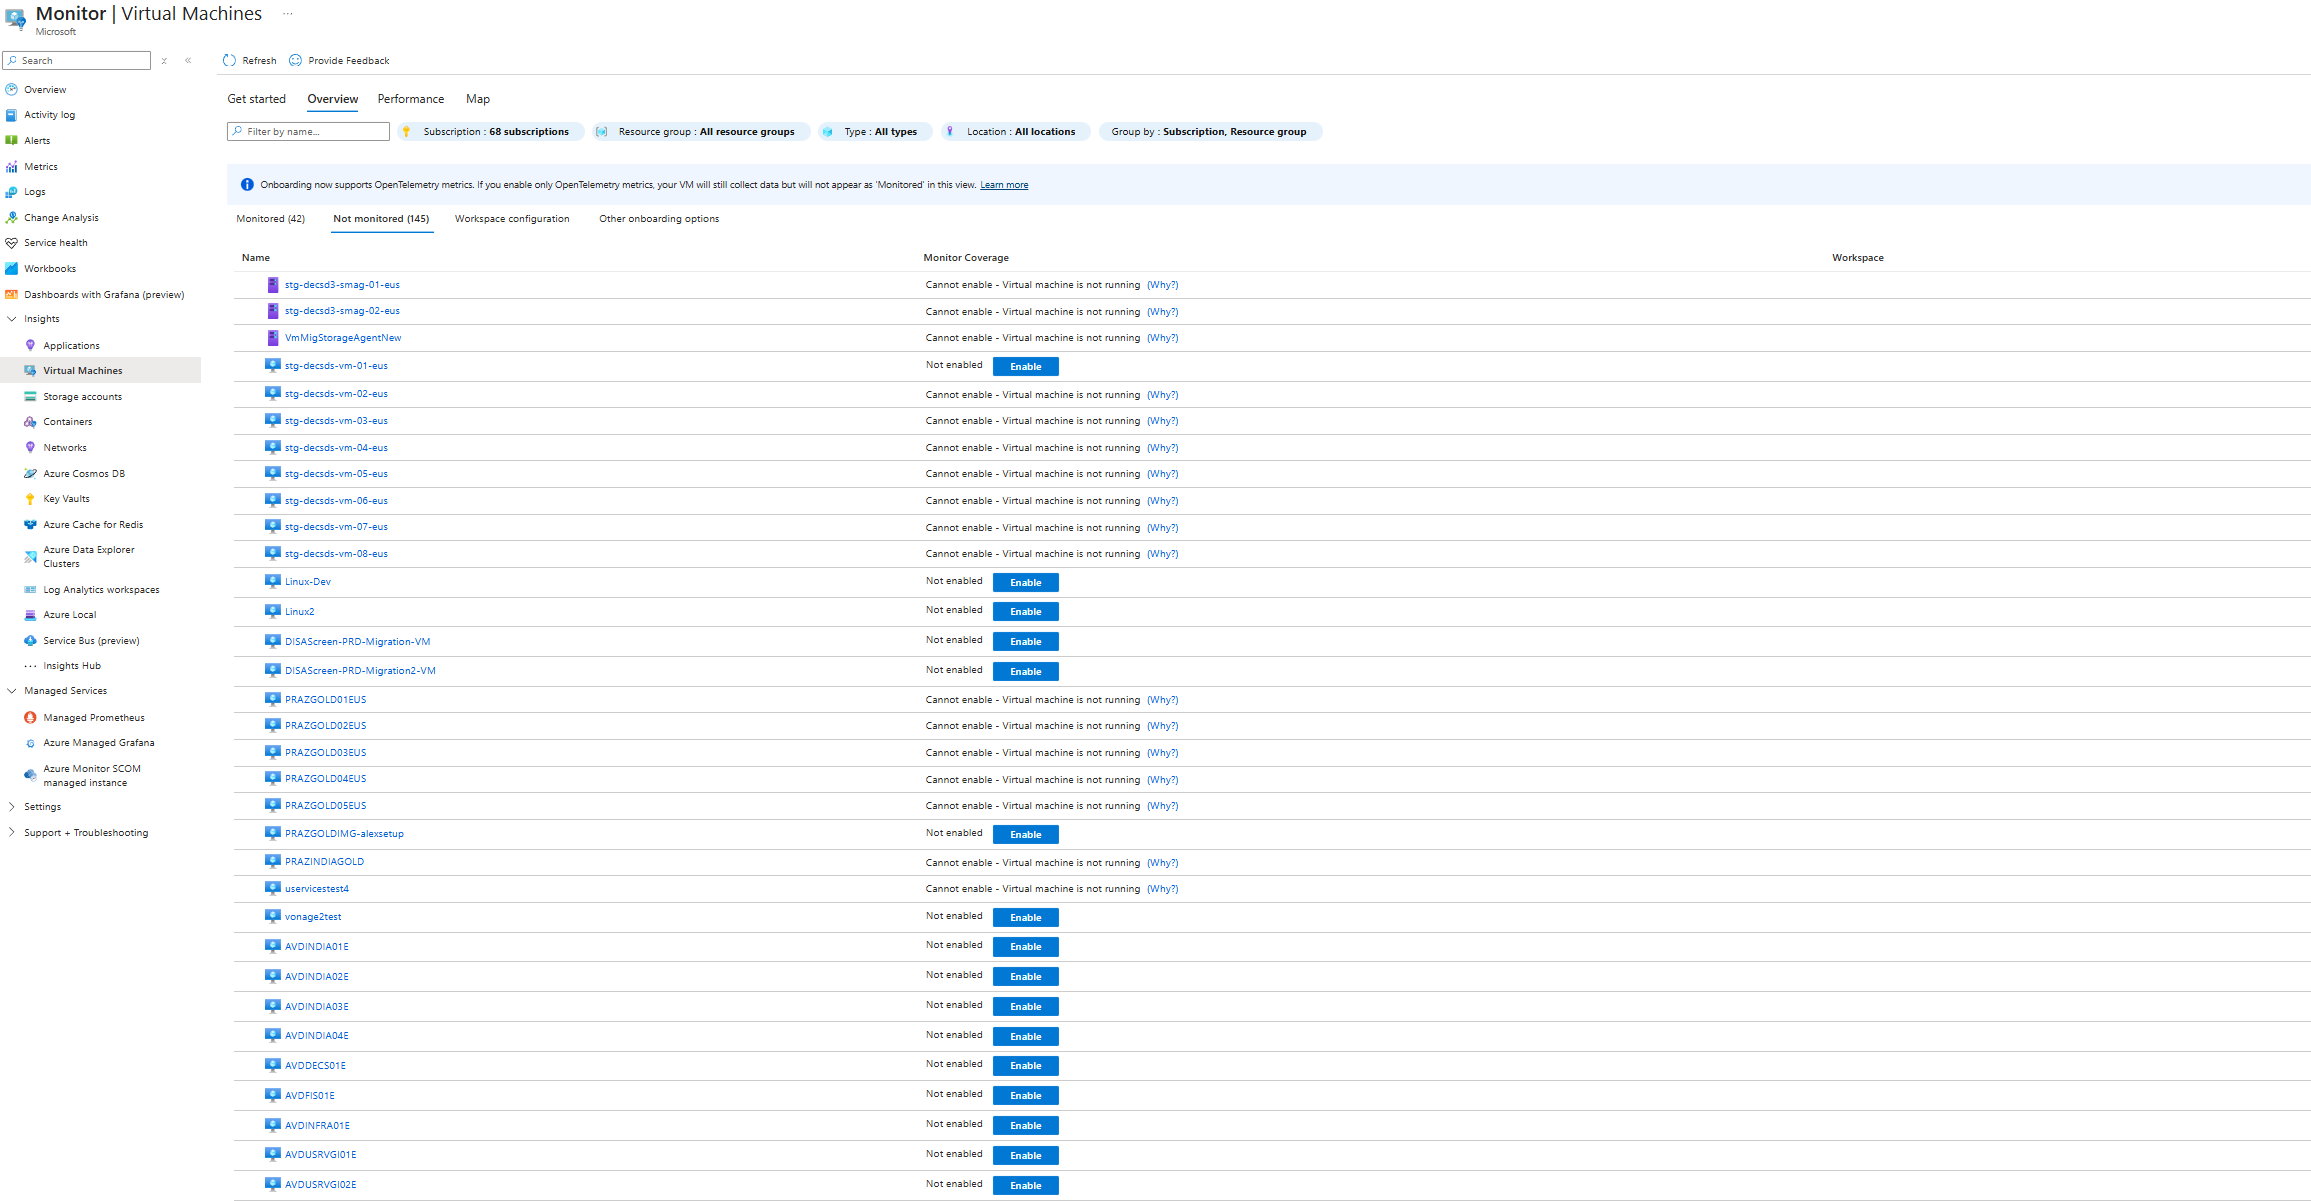 Monitor | Virtual Machines ...
Microsoft
Search
Refresh
Provide Feedback
Overview
Activity log
Alerts
Metrics
Logs
Change Analysis
Service health
Workbooks
Dashboards with Grafana (preview)
Insights
Applications
Virtual Machines
Storage accounts
Containers
Networks
Azure Cosmos DB
Key Vaults
Azure Cache for Redis
Azure Data Explorer
Clusters
Log Analytics workspaces
Azure Local
Service Bus (preview)
Insights Hub
Managed Services
Managed Prometheus
Azure Managed Grafana
Azure Monitor SCOM
managed instance
Settings
Support + Troubleshooting
Get started Overview Performance Map
Filter by name... Subscription : 68 subscriptions Resource group : All resource groups Type : All types Location : All locations Group by : Subscription, Resource group
Onboarding now supports OpenTelemetry metrics. If you enable only OpenTelemetry metrics, your VM will still collect data but will not appear as 'Monitored' in this view. Learn more
Monitored (42) Not monitored (145) Workspace configuration Other onboarding options
Name Monitor Coverage Workspace
stg-decsd3-smag-01-eus Cannot enable - Virtual machine is not running (Why?)
stg-decsd3-smag-02-eus Cannot enable - Virtual machine is not running (Why?)
VmMigStorageAgentNew Cannot enable - Virtual machine is not running (Why?)
stg-decsds-vm-01-eus Not enabled Enable
stg-decsds-vm-02-eus Cannot enable - Virtual machine is not running (Why?)
stg-decsds-vm-03-eus Cannot enable - Virtual machine is not running (Why?)
stg-decsds-vm-04-eus Cannot enable - Virtual machine is not running (Why?)
stg-decsds-vm-05-eus Cannot enable - Virtual machine is not running (Why?)
stg-decsds-vm-06-eus Cannot enable - Virtual machine is not running (Why?)
stg-decsds-vm-07-eus Cannot enable - Virtual machine is not running (Why?)
stg-decsds-vm-08-eus Cannot enable - Virtual machine is not running (Why?)
Linux-Dev Not enabled Enable
Linux2 Not enabled Enable
DISAScreen-PRD-Migration-VM Not enabled Enable
DISAScreen-PRD-Migration2-VM Not enabled Enable
PRAZGOLD01EUS Cannot enable - Virtual machine is not running (Why?)
PRAZGOLD02EUS Cannot enable - Virtual machine is not running (Why?)
PRAZGOLD03EUS Cannot enable - Virtual machine is not running (Why?)
PRAZGOLD04EUS Cannot enable - Virtual machine is not running (Why?)
PRAZGOLD05EUS Cannot enable - Virtual machine is not running (Why?)
PRAZGOLDIMG-alexsetup Not enabled Enable
PRAZINDIAGOLD Cannot enable - Virtual machine is not running (Why?)
uservicestest4 Cannot enable - Virtual machine is not running (Why?)
vonage2test Not enabled Enable
AVDINDIA01E Not enabled Enable
AVDINDIA02E Not enabled Enable
AVDINDIA03E Not enabled Enable
AVDINDIA04E Not enabled Enable
AVDDECS01E Not enabled Enable
AVDFIS01E Not enabled Enable
AVDINFRA01E Not enabled Enable
AVDUSRVGI01E Not enabled Enable
AVDUSRVGI02E Not enabled Enable